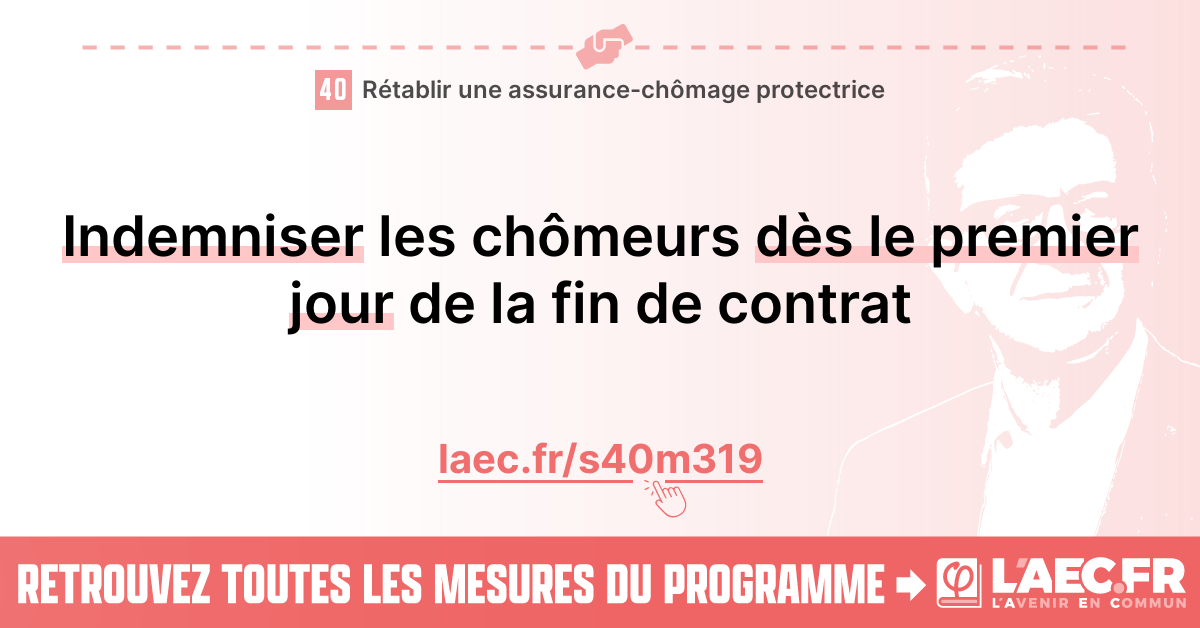 40 Rétablir une assurance-chômage protectrice
Indemniser les chômeurs dès le premier
jour de la fin de contrat
laec.fr/s40m319
RETROUVEZ TOUTES LES MESURES DU PROGRAMME
φ L'AEC.FR
L'AVENIR EN COMMUN